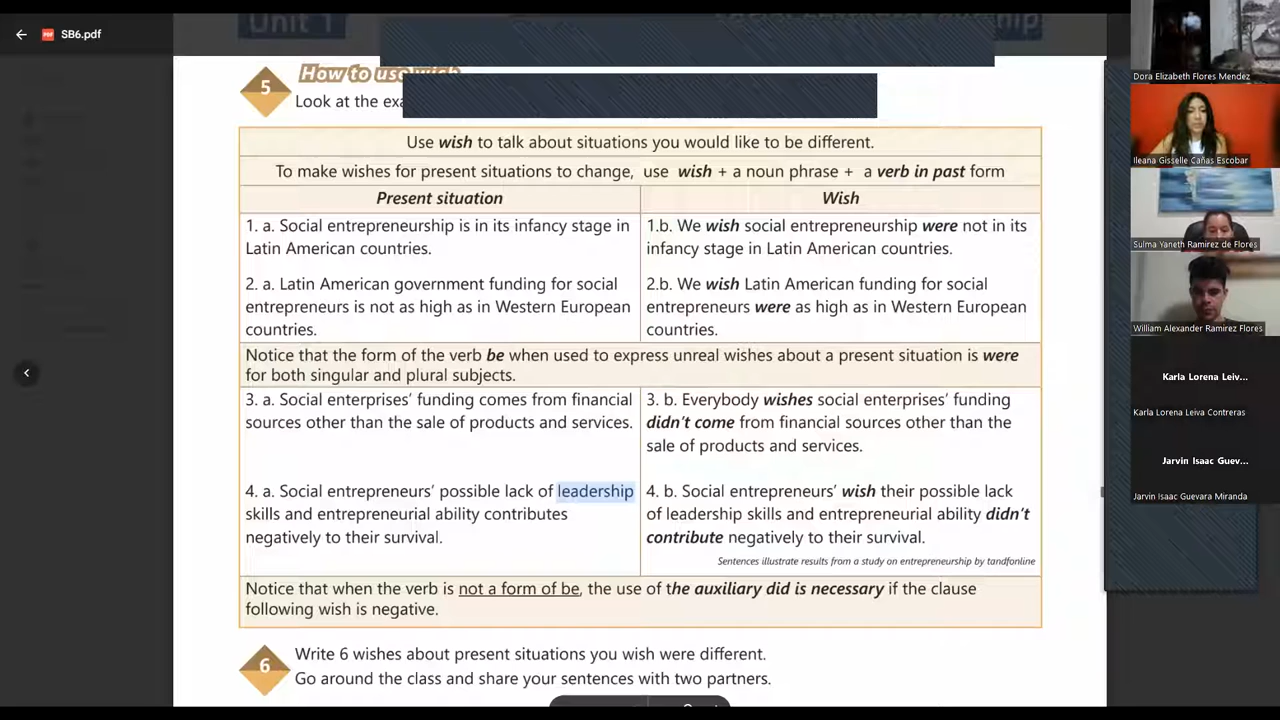 SB6.pdf
Unit 1
5
How to use wish
Look at the exa
Use wish to talk about situations you would like to be different.
To make wishes for present situations to change, use wish + a noun phrase + a verb in past form
Present situation
Wish
1. a. Social entrepreneurship is in its infancy stage in
Latin American countries.
1.b. We wish social entrepreneurship were not in its
infancy stage in Latin American countries.
2. a. Latin American government funding for social
entrepreneurs is not as high as in Western European
countries.
2.b. We wish Latin American funding for social
entrepreneurs were as high as in Western European
countries.
Notice that the form of the verb be when used to express unreal wishes about a present situation is were
for both singular and plural subjects.
3. a. Social enterprises' funding comes from financial
sources other than the sale of products and services.
3. b. Everybody wishes social enterprises' funding
didn't come from financial sources other than the
sale of products and services.
4. a. Social entrepreneurs' possible lack of leadership
skills and entrepreneurial ability contributes
negatively to their survival.
4. b. Social entrepreneurs' wish their possible lack
of leadership skills and entrepreneurial ability didn't
contribute negatively to their survival.
Sentences illustrate results from a study on entrepreneurship by tandfonline
Notice that when the verb is not a form of be, the use of the auxiliary did is necessary if the clause
following wish is negative.
6
Write 6 wishes about present situations you wish were different.
Go around the class and share your sentences with two partners.
Dora Elizabeth Flores Mendez
Ileana Gisselle Cañas Escobar
Sulma Yaneth Ramirez de Flores
William Alexander Ramirez Flores
Karla Lorena Leiv...
Karla Lorena Leiva Contreras
Jarvin Isaac Guev...
Jarvin Isaac Guevara Miranda